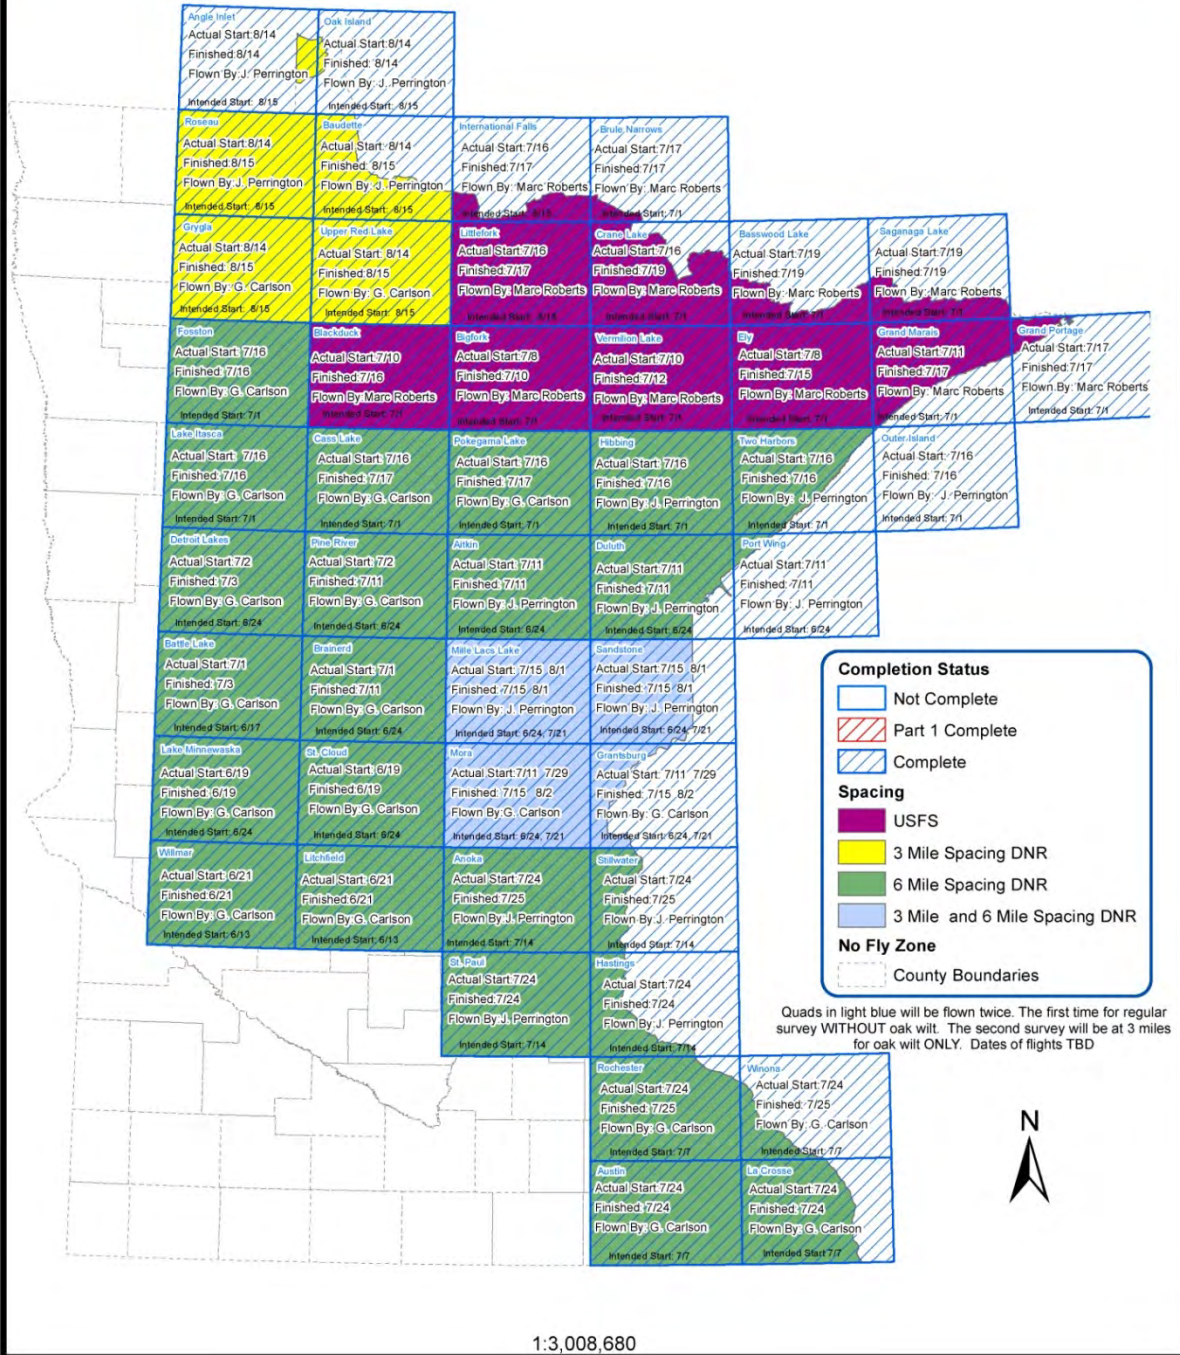 Angle Inlet
Actual Start:8/14
Finished:8/14
Flown By:J. Perrington
Intended Start: 8/15
Oak Island
Actual Start:8/14
Finished: 8/14
Flown By: J. Perrington
Intended Start: 8/15
Roseau
Actual Start:8/14
Finished:8/15
Flown By:J. Perrington
Intended Start: 8/15
Baudette
Actual Start: 8/14
Finished: 8/15
Flown By: J. Perrington
Intended Start: 8/15
International Falls
Actual Start:7/16
Finished:7/17
Flown By: Marc Roberts
Intended Start: 8/15
Brule Narrows
Actual Start:7/17
Finished:7/17
Flown By: Marc Roberts
Intended Start: 7/1
Grygla
Actual Start:8/14
Finished: 8/15
Flown By: G. Carlson
Intended Start: 8/15
Upper Red Lake
Actual Start: 8/14
Finished:8/15
Flown By: G. Carlson
Intended Start: 8/15
Littlefork
Actual Start:7/16
Finished:7/17
Flown By: Marc Roberts
Intended Start: 8/15
Crane Lake
Actual Start:7/16
Finished:7/19
Flown By: Marc Roberts
Intended Start: 7/1
Basswood Lake
Actual Start:7/19
Finished:7/19
Flown By: Marc Roberts
Intended Start: 7/1
Saganaga Lake
Actual Start:7/19
Finished:7/19
Flown By: Marc Roberts
Intended Start: 7/1
Fosston
Actual Start: 7/16
Finished: 7/16
Flown By: G. Carlson
Intended Start: 7/1
Blackduck
Actual Start:7/10
Finished:7/16
Flown By:Marc Roberts
Intended Start: 7/1
Bigfork
Actual Start:7/8
Finished:7/10
Flown By: Marc Roberts
Intended Start: 7/1
Vermilion Lake
Actual Start:7/10
Finished:7/12
Flown By: Marc Roberts
Intended Start: 7/1
Ely
Actual Start:7/8
Finished:7/15
Flown By: Marc Roberts
Intended Start: 7/1
Grand Marais
Actual Start:7/11
Finished:7/17
Flown By: Marc Roberts
Intended Start: 7/1
Grand Portage
Actual Start:7/17
Finished:7/17
Flown By: Marc Roberts
Intended Start: 7/1
Lake Itasca
Actual Start: 7/16
Finished: 7/16
Flown By: G. Carlson
Intended Start: 7/1
Cass Lake
Actual Start: 7/16
Finished:7/17
Flown By: G. Carlson
Intended Start: 7/1
Pokegama Lake
Actual Start:7/16
Finished: 7/17
Flown By: G. Carlson
Intended Start: 7/1
Hibbing
Actual Start: 7/16
Finished: 7/16
Flown By: J. Perrington
Intended Start: 7/1
Two Harbors
Actual Start: 7/16
Finished: 7/16
Flown By: J. Perrington
Intended Start: 7/1
Outer Island
Actual Start: 7/16
Finished: 7/16
Flown By: J. Perrington
Intended Start: 7/1
Detroit Lakes
Actual Start:7/2
Finished: 7/3
Flown By: G. Carlson
Intended Start: 6/24
Pine River
Actual Start: 7/2
Finished: 7/11
Flown By: G. Carlson
Intended Start: 6/24
Aitkin
Actual Start: 7/11
Finished: 7/11
Flown By: J. Perrington
Intended Start: 6/24
Duluth
Actual Start:7/11
Finished: 7/11
Flown By: J. Perrington
Intended Start: 6/24
Port Wing
Actual Start:7/11
Finished: 7/11
Flown By: J. Perrington
Intended Start: 6/24
Battle Lake
Actual Start:7/1
Finished: 7/3
Flown By: G. Carlson
Intended Start: 6/17
Brainerd
Actual Start: 7/1
Finished: 7/11
Flown By: G. Carlson
Intended Start: 6/24
Mille Lacs Lake
Actual Start: 7/15 8/1
Finished: 7/15 8/1
Flown By: J. Perrington
Intended Start: 6/24, 7/21
Sandstone
Actual Start:7/15 8/1
Finished: 7/15 8/1
Flown By: J. Perrington
Intended Start: 6/24, 7/21
Lake Minnewaska
Actual Start:6/19
Finished: 6/19
Flown By: G. Carlson
Intended Start: 6/24
St. Cloud
Actual Start: 6/19
Finished:6/19
Flown By:G. Carlson
Intended Start: 6/24
Mora
Actual Start:7/11 7/29
Finished: 7/15 8/2
Flown By:G. Carlson
Intended Start: 6/24, 7/21
Grantsburg
Actual Start: 7/11 7/29
Finished: 7/15 8/2
Flown By: G. Carlson
Intended Start: 6/24, 7/21
Willmar
Actual Start: 6/21
Finished:6/21
Flown By: G. Carlson
Intended Start: 6/13
Litchfield
Actual Start: 6/21
Finished:6/21
Flown By:G. Carlson
Intended Start: 6/13
Anoka
Actual Start: 7/24
Finished:7/25
Flown By:J. Perrington
Intended Start: 7/14
Stillwater
Actual Start: 7/24
Finished:7/25
Flown By:J. Perrington
Intended Start: 7/14
St. Paul
Actual Start:7/24
Finished:7/24
Flown By:J. Perrington
Intended Start: 7/14
Hastings
Actual Start:7/24
Finished:7/24
Flown By:J. Perrington
Intended Start: 7/14
Rochester
Actual Start:7/24
Finished: 7/25
Flown By: G. Carlson
Intended Start: 7/7
Winona
Actual Start:7/24
Finished: 7/25
Flown By: G. Carlson
Intended Start: 7/7
Austin
Actual Start:7/24
Finished: 7/24
Flown By: G. Carlson
Intended Start: 7/7
La Crosse
Actual Start:7/24
Finished: 7/24
Flown By: G. Carlson
Intended Start 7/7
Completion Status
Not Complete
Part 1 Complete
Complete
Spacing
USFS
3 Mile Spacing DNR
6 Mile Spacing DNR
3 Mile and 6 Mile Spacing DNR
No Fly Zone
County Boundaries
Quads in light blue will be flown twice. The first time for regular
survey WITHOUT oak wilt. The second survey will be at 3 miles
for oak wilt ONLY. Dates of flights TBD
N
1:3,008,680